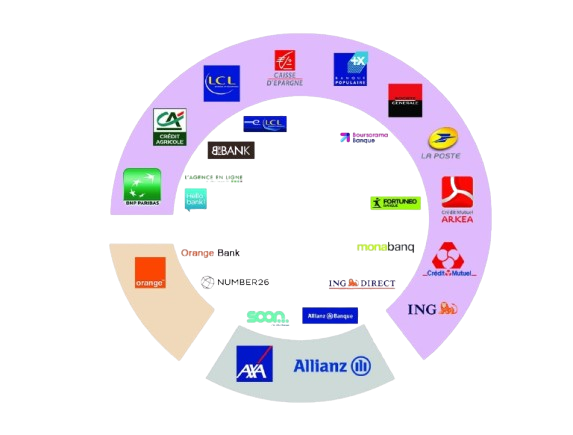 CAISSE
D'EPARGNE
4X
BANQUE
POPULAIRE
LCL
SOCIETE
GENERALE
CA
CRÉDIT
AGRICOLE
e.LCL
Boursorama
Banque
LA POSTE
BforBANK
L'AGENCE EN LIGNE
hello
bank!
BNP PARIBAS
FORTUNEO
BANQUE
Crédit Mutuel
ARKEA
Orange Bank
monabanq
Crédit Mutuel
orange
NUMBER26
ING DIRECT
ING
soon.
Allianz Banque
AXA
Allianz